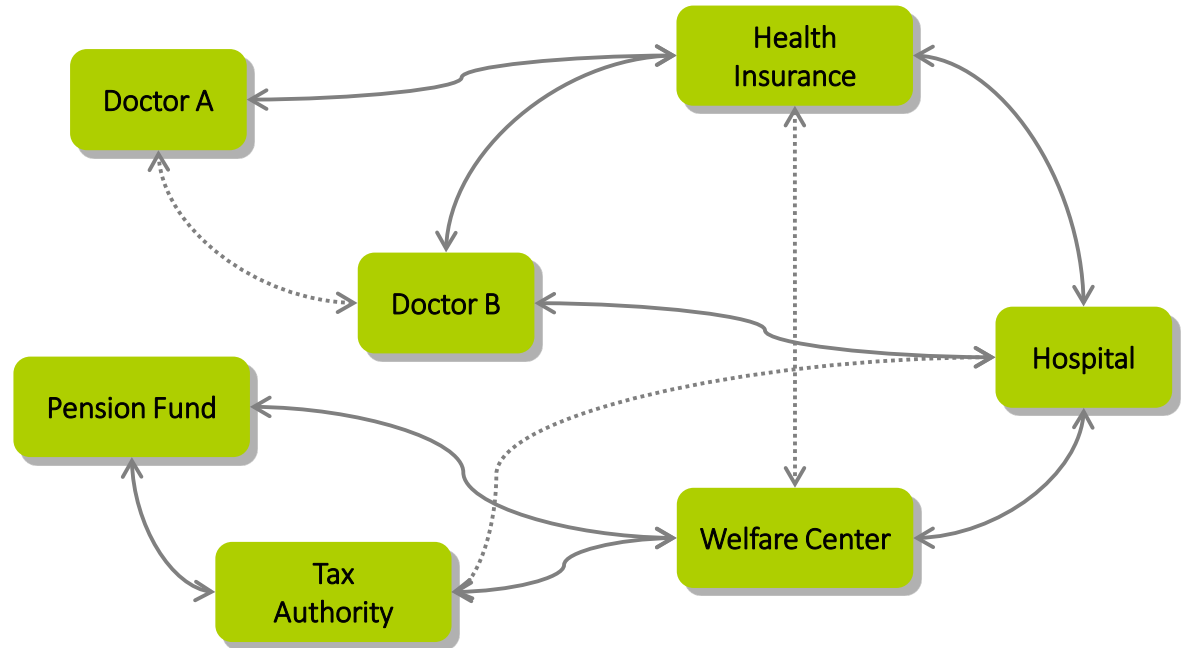 Health
Insurance
Doctor A
Doctor B
Hospital
Pension Fund
Welfare Center
Tax
Authority